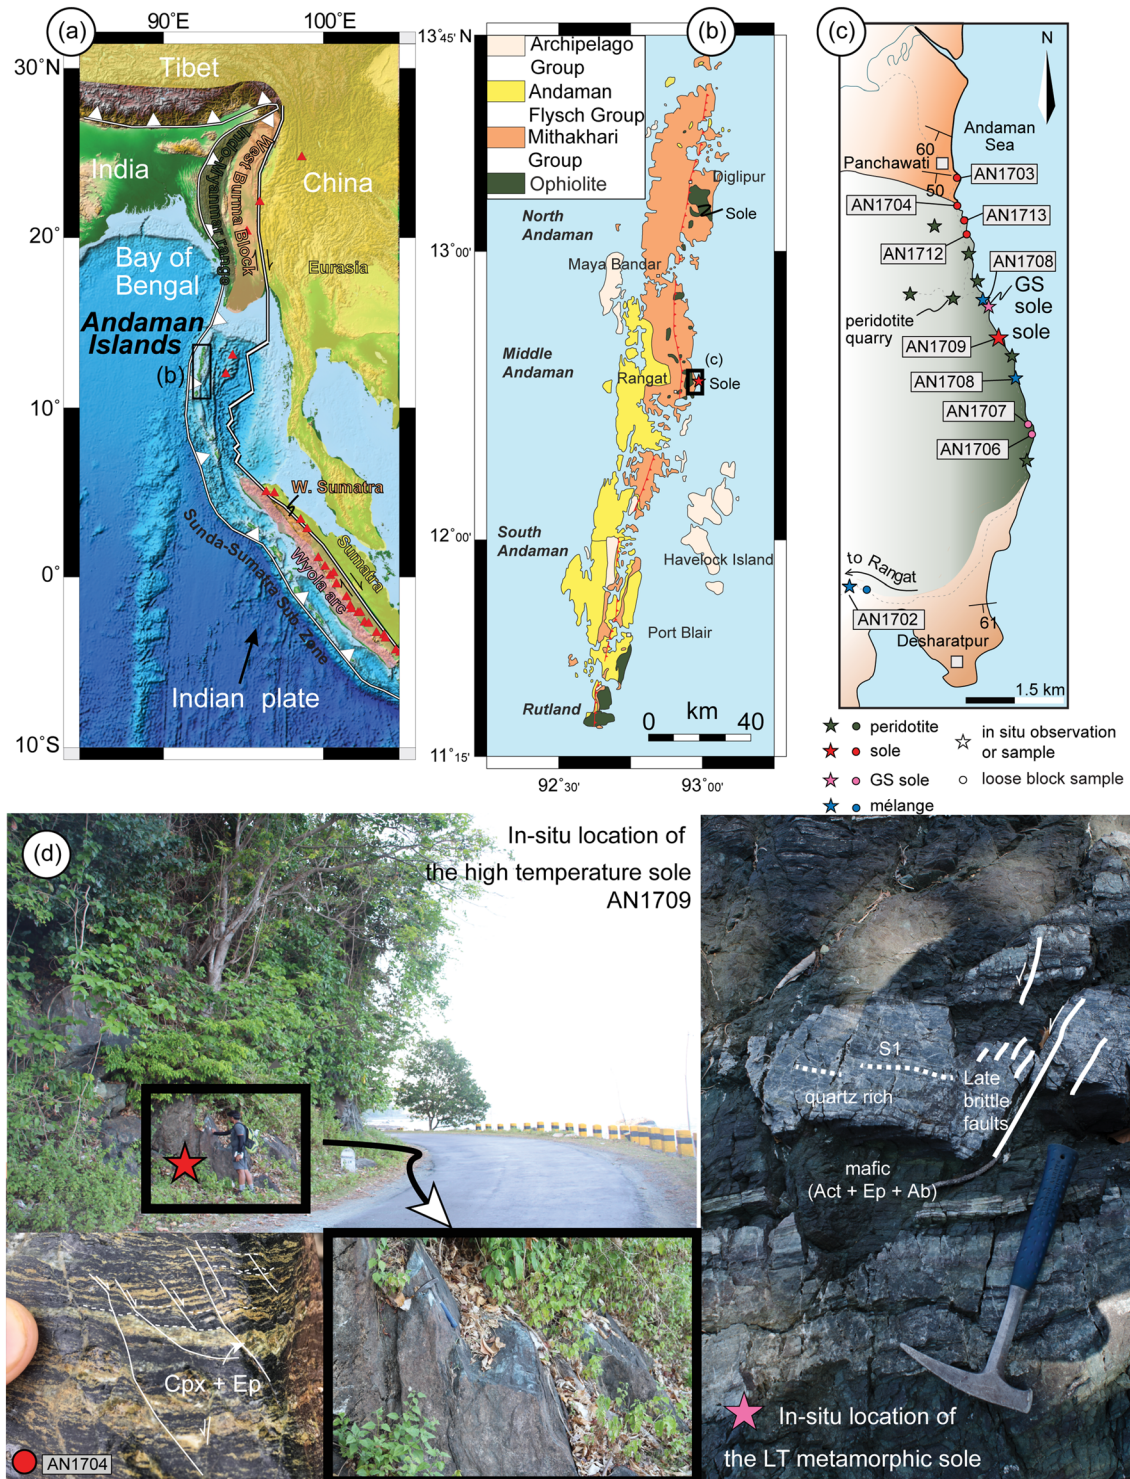 (a)
90°E
100°E
30°N
20°
10°
0°
10°S
Tibet
India
China
Indo-Myanmar range
West Burma Block
Eurasia
Bay of
Bengal
Andaman
Islands
(b)
W. Sumatra
Sumatra
Wyola arc
Sunda-Sumatra Sub. Zone
Indian plate
(b)
13°45'
N
Archipelago
Group
Andaman
Flysch Group
Mithakhari
Group
Ophiolite
Diglipur
Sole
North
Andaman
13°00'
Maya Bandar
Middle
Andaman
Rangat
(c)
Sole
South
Andaman
12°00'
Havelock Island
Port Blair
Rutland
0 km 40
11°15'
92°30'
93°00'
(c)
N
Andaman
Sea
60
Panchawati
50
AN1703
AN1704
AN1713
AN1712
AN1708
GS
sole
peridotite
quarry
sole
AN1709
AN1708
AN1707
AN1706
to Rangat
AN1702
61
Desharatpur
1.5 km
peridotite
sole
GS sole
mélange
in situ observation
or sample
loose block sample
(d)
In-situ location of
the high temperature sole
AN1709
S1
quartz rich
Late
brittle
faults
mafic
(Act + Ep + Ab)
Cpx + Ep
AN1704
In-situ location of
the LT metamorphic sole